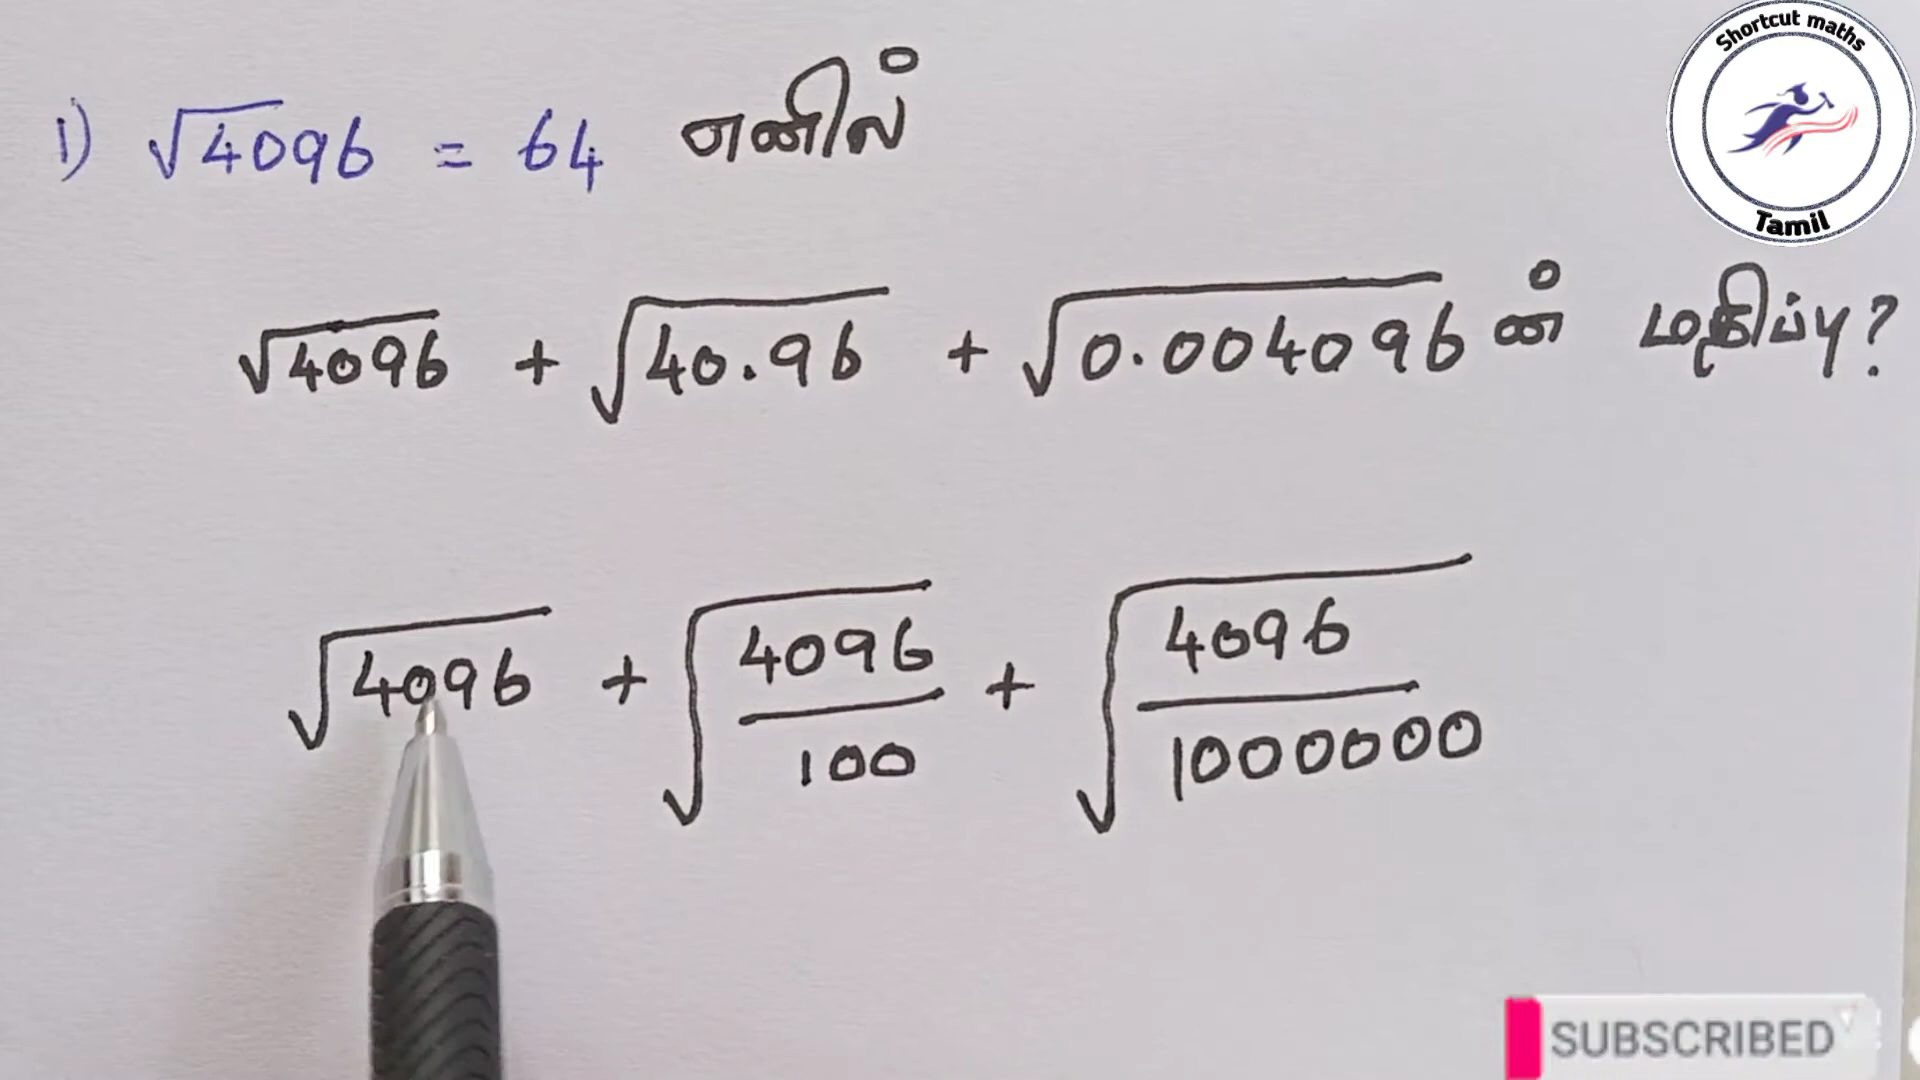 Shortcut maths
Tamil
1) √4096 = 64 எனில்
√4096 + √40.96 + √0.004096 ன் மதிப்பு?
√4096 + √(4096/100) + √(4096/1000000)
SUBSCRIBED